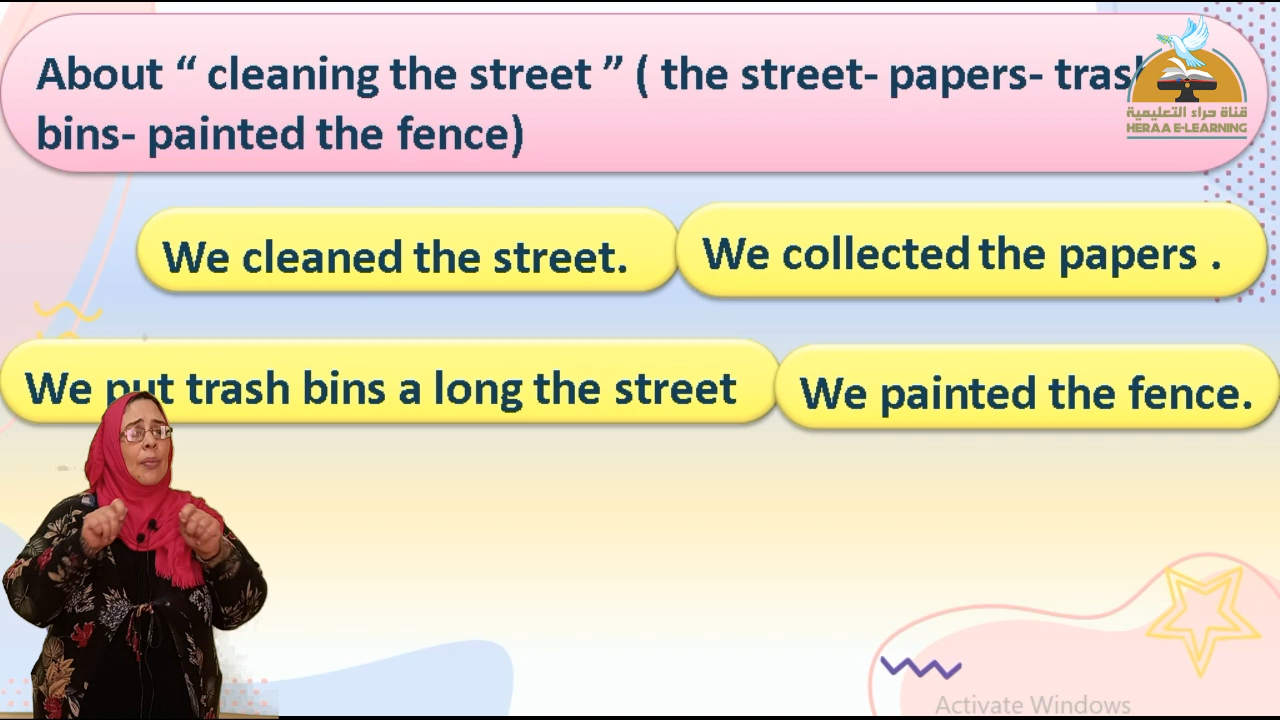 About “ cleaning the street ” ( the street- papers- trash
bins- painted the fence)
قناة حراء التعليمية
HERAA E-LEARNING
We cleaned the street.
We collected the papers .
We put trash bins a long the street
We painted the fence.
Activate Windows